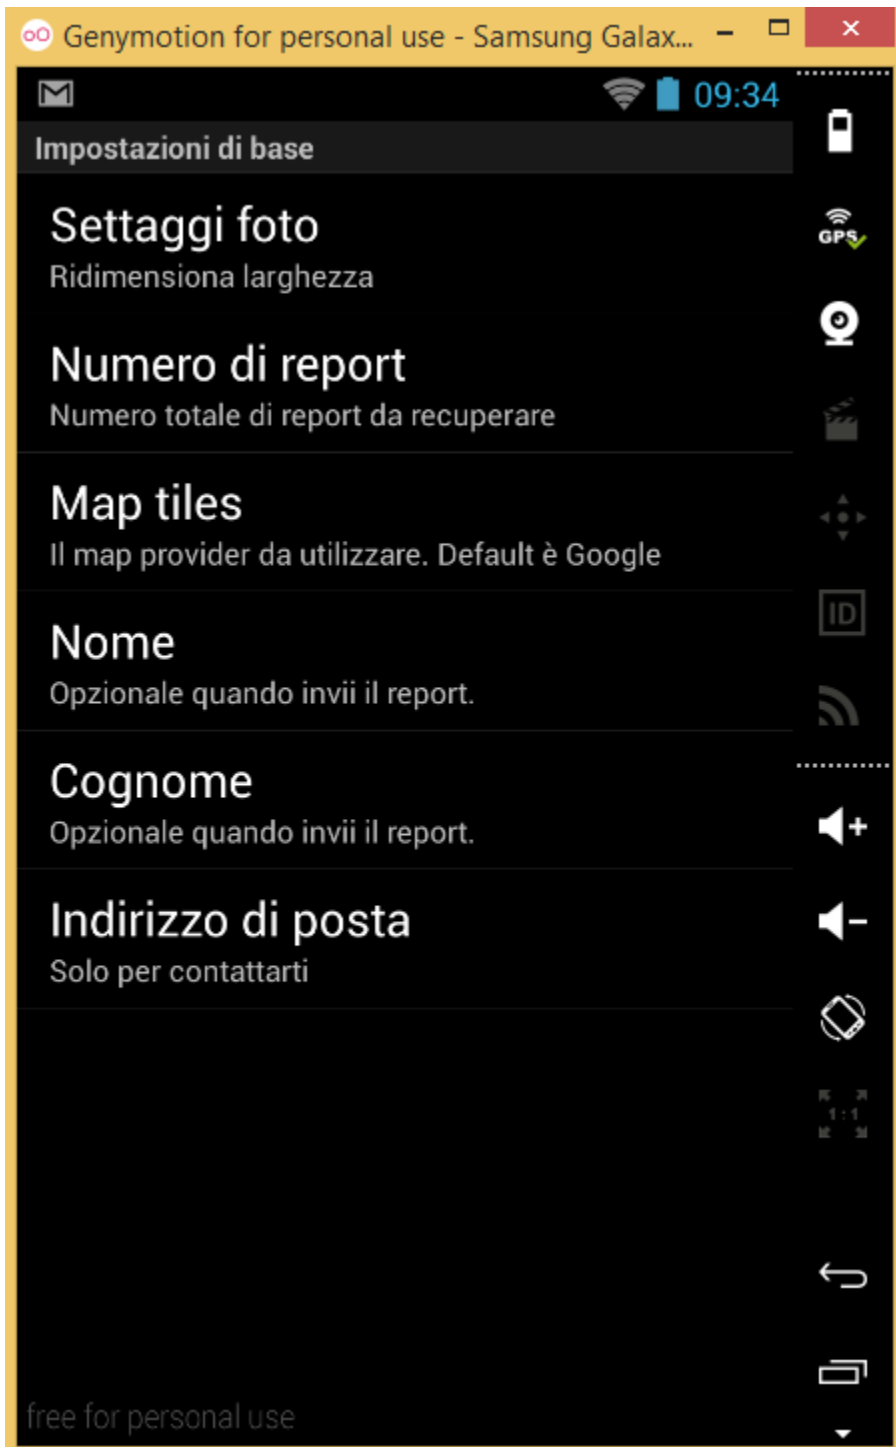 Genymotion for personal use - Samsung Galax...
09:34
Impostazioni di base
GPS
Settaggi foto
Ridimensiona larghezza
Numero di report
Numero totale di report da recuperare
Map tiles
Il map provider da utilizzare. Default è Google
ID
Nome
Opzionale quando invii il report.
Cognome
Opzionale quando invii il report.
Indirizzo di posta
Solo per contattarti
1:1
free for personal use